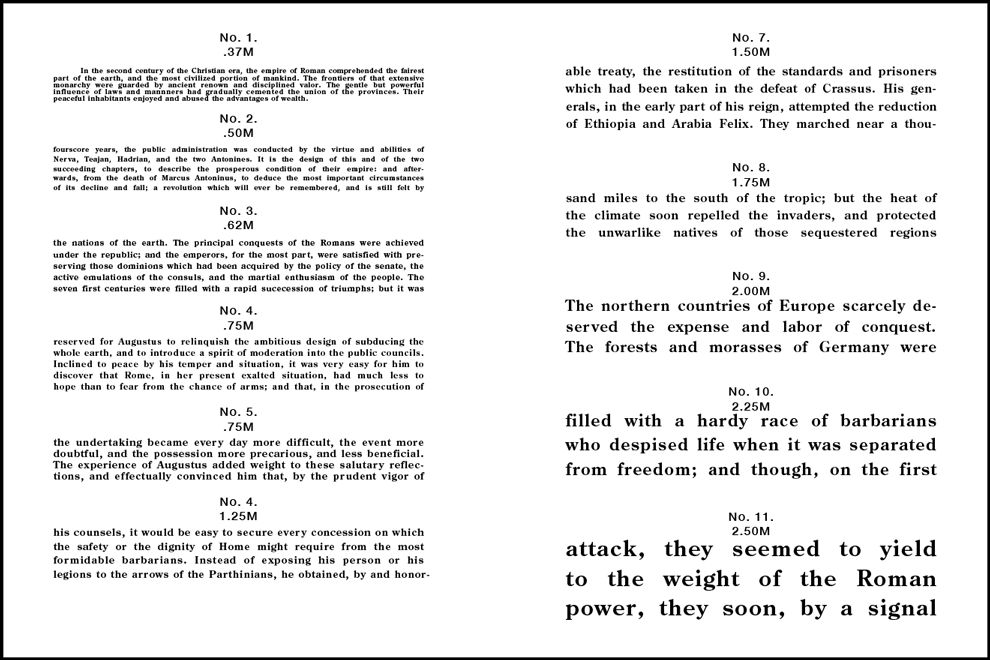 No. 1.
.37M
In the second century of the Christian era, the empire of Roman comprehended the fairest
part of the earth, and the most civilized portion of mankind. The frontiers of that extensive
monarchy were guarded by ancient renown and disciplined valor. The gentle but powerful
influence of laws and mannners had gradually cemented the union of the provinces. Their
peaceful inhabitants enjoyed and abused the advantages of wealth.
No. 2.
.50M
fourscore years, the public administration was conducted by the virtue and abilities of
Nerva, Teajan, Hadrian, and the two Antonines. It is the design of this and of the two
succeeding chapters, to describe the prosperous condition of their empire: and after-
wards, from the death of Marcus Antoninus, to deduce the most important circumstances
of its decline and fall; a revolution which will ever be remembered, and is still felt by
No. 3.
.62M
the nations of the earth. The principal conquests of the Romans were achieved
under the republic; and the emperors, for the most part, were satisfied with pre-
serving those dominions which had been acquired by the policy of the senate, the
active emulations of the consuls, and the martial enthusiasm of the people. The
seven first centuries were filled with a rapid sucecession of triumphs; but it was
No. 4.
.75M
reserved for Augustus to relinquish the ambitious design of subducing the
whole earth, and to introduce a spirit of moderation into the public councils.
Inclined to peace by his temper and situation, it was very easy for him to
discover that Rome, in her present exalted situation, had much less to
hope than to fear from the chance of arms; and that, in the prosecution of
No. 5.
.75M
the undertaking became every day more difficult, the event more
doubtful, and the possession more precarious, and less beneficial.
The experience of Augustus added weight to these salutary reflec-
tions, and effectually convinced him that, by the prudent vigor of
No. 4.
1.25M
his counsels, it would be easy to secure every concession on which
the safety or the dignity of Home might require from the most
formidable barbarians. Instead of exposing his person or his
legions to the arrows of the Parthinians, he obtained, by and honor-
No. 7.
1.50M
able treaty, the restitution of the standards and prisoners
which had been taken in the defeat of Crassus. His gen-
erals, in the early part of his reign, attempted the reduction
of Ethiopia and Arabia Felix. They marched near a thou-
No. 8.
1.75M
sand miles to the south of the tropic; but the heat of
the climate soon repelled the invaders, and protected
the unwarlike natives of those sequestered regions
No. 9.
2.00M
The northern countries of Europe scarcely de-
served the expense and labor of conquest.
The forests and morasses of Germany were
No. 10.
2.25M
filled with a hardy race of barbarians
who despised life when it was separated
from freedom; and though, on the first
No. 11.
2.50M
attack, they seemed to yield
to the weight of the Roman
power, they soon, by a signal